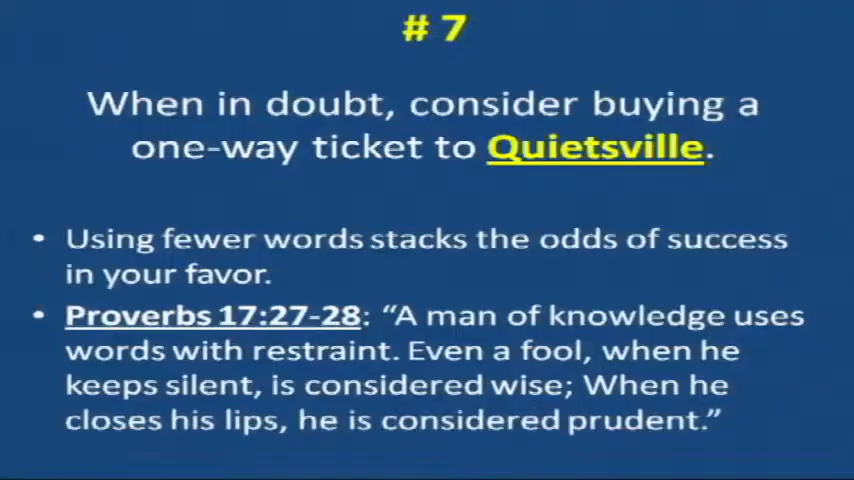 # 7
When in doubt, consider buying a
one-way ticket to Quietsville.
• Using fewer words stacks the odds of success
in your favor.
• Proverbs 17:27-28: “A man of knowledge uses
words with restraint. Even a fool, when he
keeps silent, is considered wise; When he
closes his lips, he is considered prudent.”